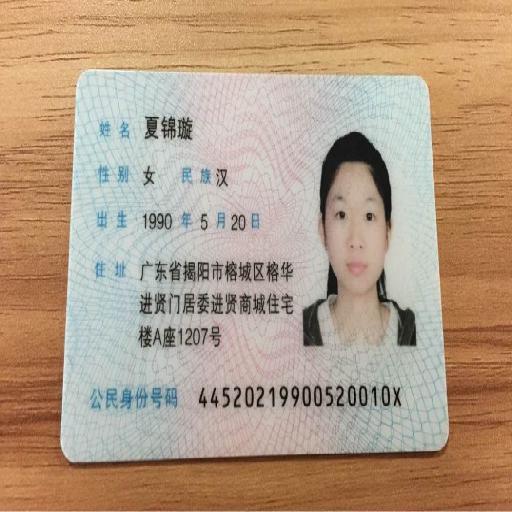 姓名 夏锦璇
性别 女 民族 汉
出生 1990 年 5 月 20 日
住址 广东省揭阳市榕城区榕华
进贤门居委进贤商城住宅
楼A座1207号
公民身份号码 44520219900520010X